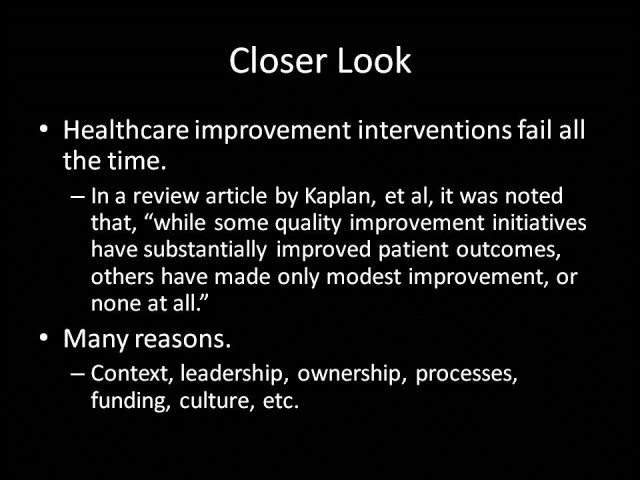 Closer Look
• Healthcare improvement interventions fail all
the time.
– In a review article by Kaplan, et al, it was noted
that, “while some quality improvement initiatives
have substantially improved patient outcomes,
others have made only modest improvement, or
none at all.”
• Many reasons.
– Context, leadership, ownership, processes,
funding, culture, etc.